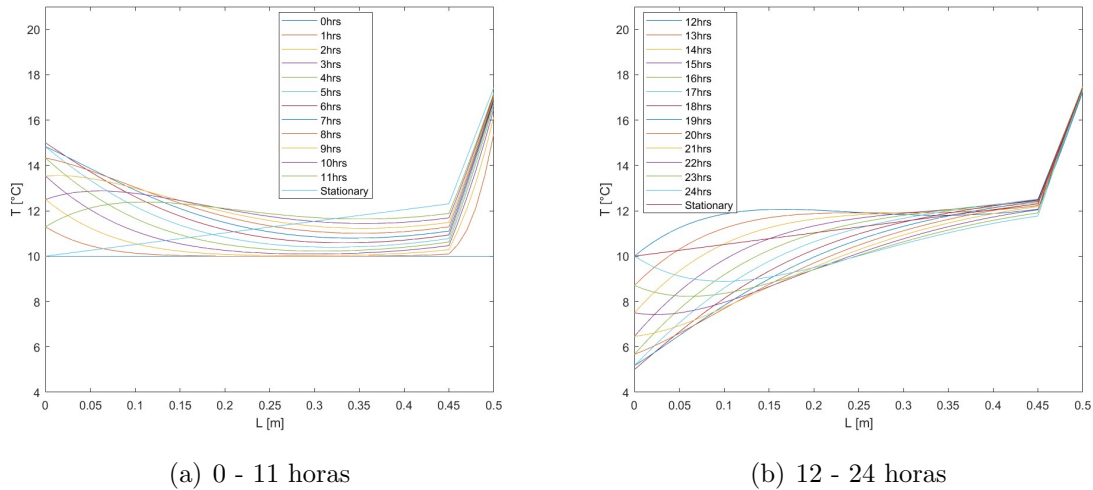 20
18
16
14
12
10
8
6
4
T [°C]
0
0.05
0.1
0.15
0.2
0.25
0.3
0.35
0.4
0.45
0.5
L [m]
0hrs
1hrs
2hrs
3hrs
4hrs
5hrs
6hrs
7hrs
8hrs
9hrs
10hrs
11hrs
Stationary
(a) 0 - 11 horas
20
18
16
14
12
10
8
6
4
T [°C]
0
0.05
0.1
0.15
0.2
0.25
0.3
0.35
0.4
0.45
0.5
L [m]
12hrs
13hrs
14hrs
15hrs
16hrs
17hrs
18hrs
19hrs
20hrs
21hrs
22hrs
23hrs
24hrs
Stationary
(b) 12 - 24 horas